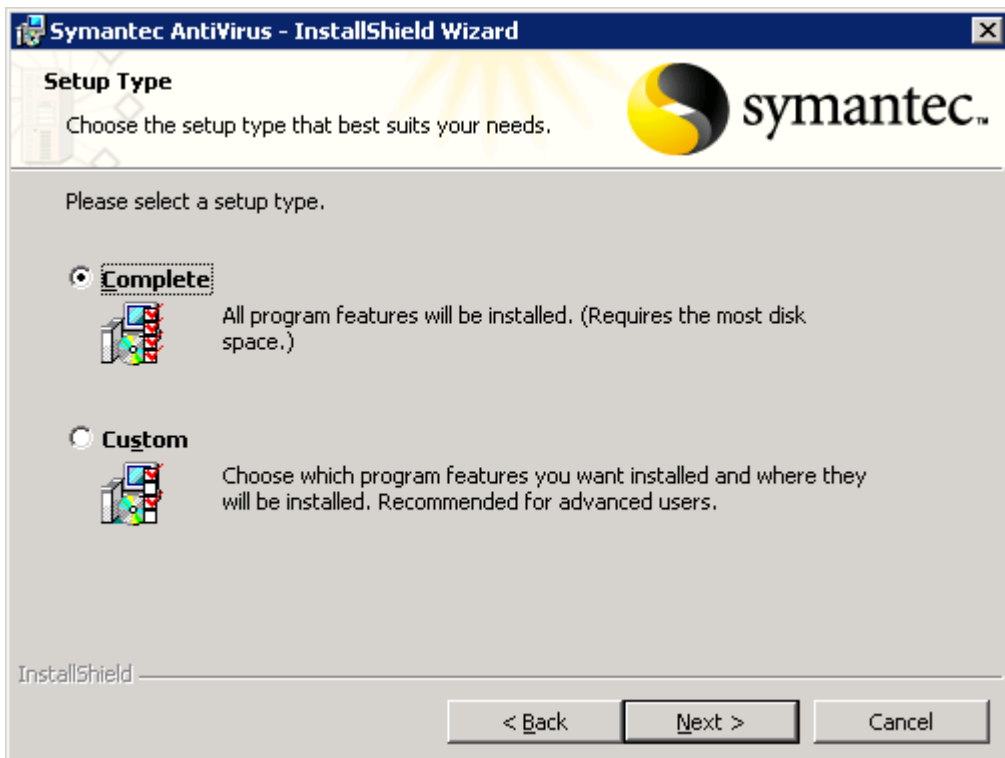 Symantec AntiVirus - InstallShield Wizard
Setup Type
Choose the setup type that best suits your needs.
symantec™
Please select a setup type.
Complete
All program features will be installed. (Requires the most disk
space.)
Custom
Choose which program features you want installed and where they
will be installed. Recommended for advanced users.
InstallShield
< Back
Next >
Cancel